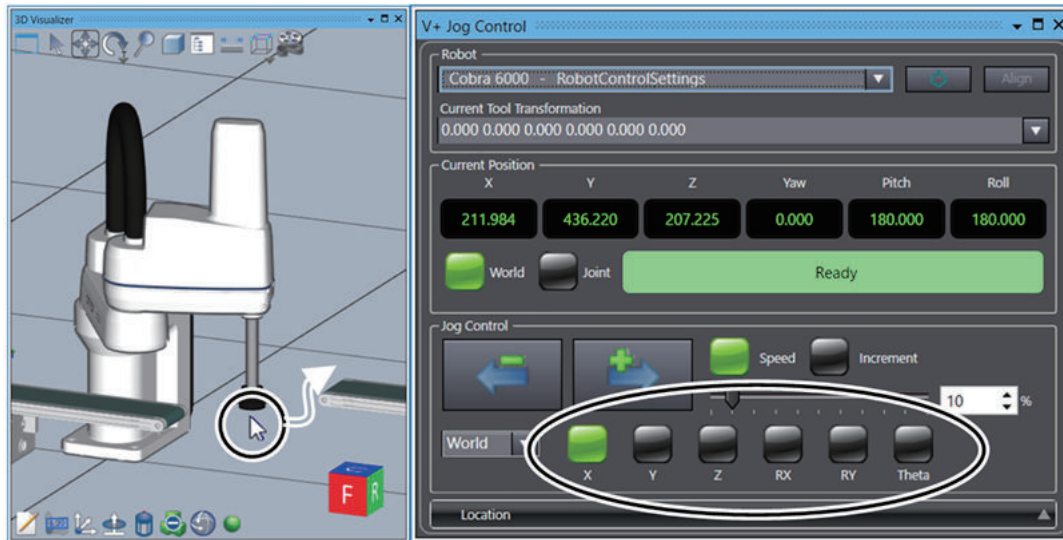 3D Visualizer
F
R
V+ Jog Control
Robot
Cobra 6000 - RobotControlSettings
Align
Current Tool Transformation
0.000 0.000 0.000 0.000 0.000 0.000
Current Position
X Y Z Yaw Pitch Roll
211.984 436.220 207.225 0.000 180.000 180.000
World Joint Ready
Jog Control
Speed Increment
10 %
World
X Y Z RX RY Theta
Location